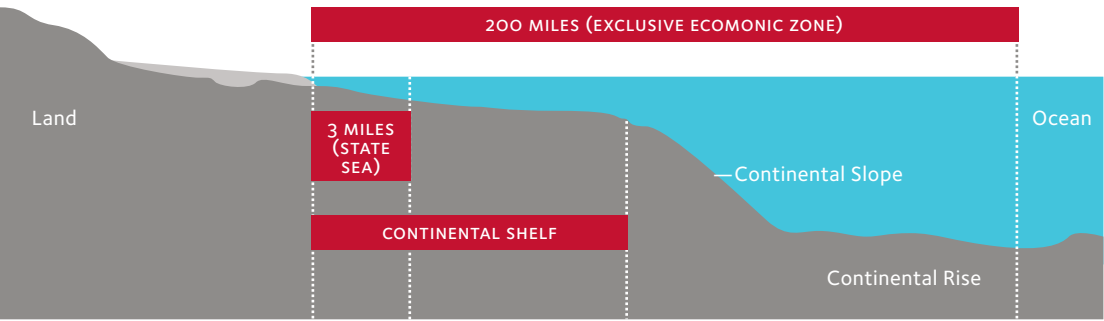 200 MILES (EXCLUSIVE ECOMONIC ZONE)
Land
Ocean
3 MILES
(STATE
SEA)
Continental Slope
CONTINENTAL SHELF
Continental Rise